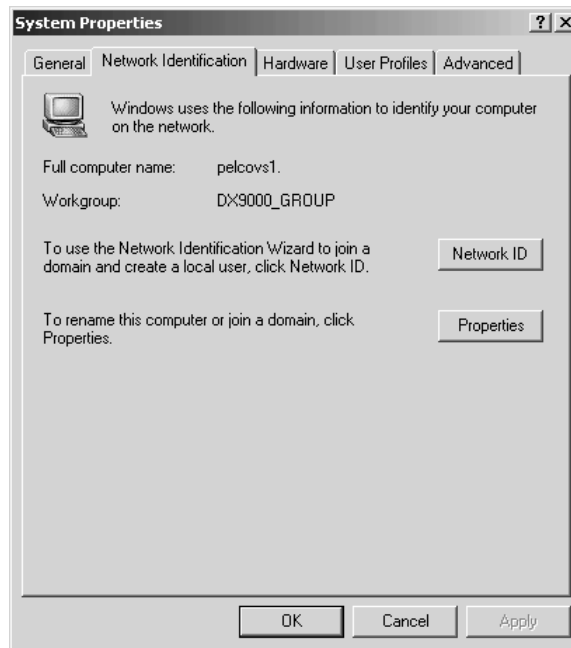 System Properties
General Network Identification Hardware User Profiles Advanced
Windows uses the following information to identify your computer
on the network.
Full computer name: pelcovs1.
Workgroup: DX9000_GROUP
To use the Network Identification Wizard to join a
domain and create a local user, click Network ID.
Network ID
To rename this computer or join a domain, click
Properties.
Properties
OK Cancel Apply